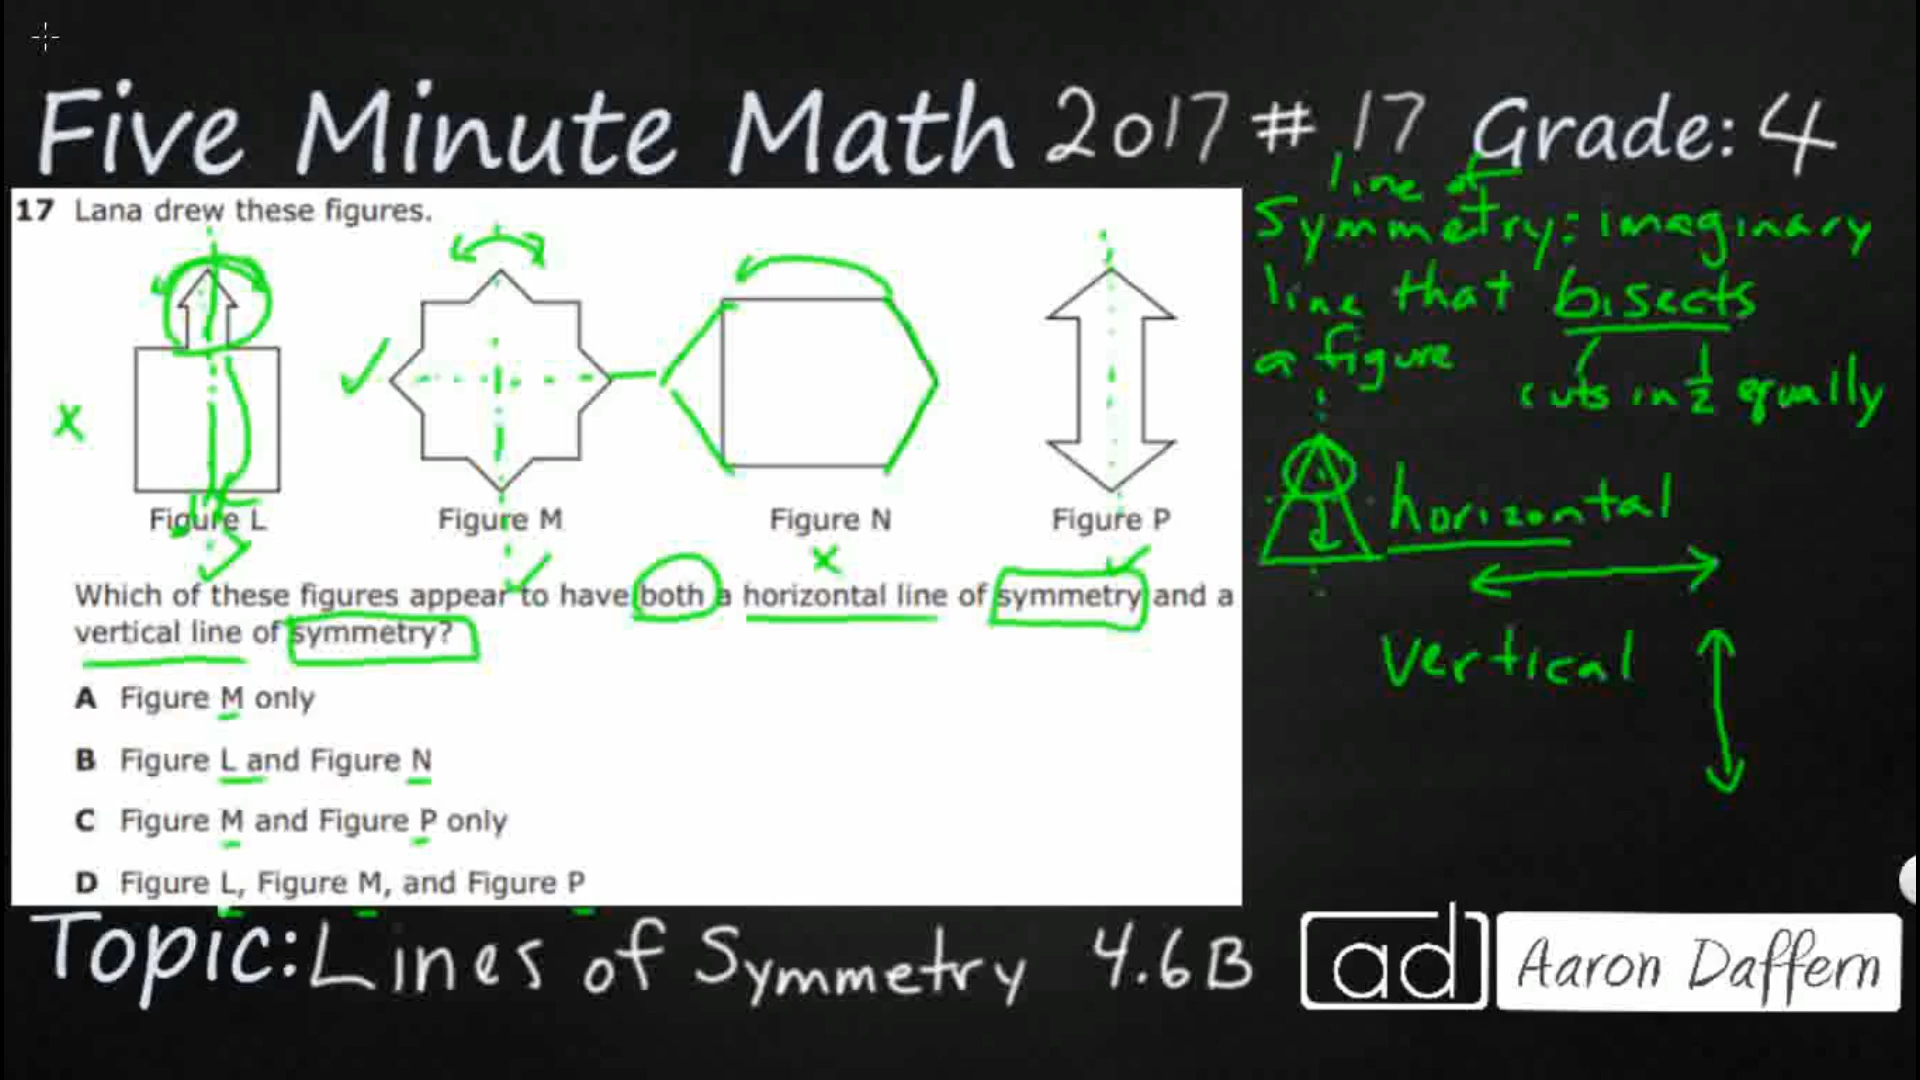 Five Minute Math 2017 # 17 Grade: 4
17 Lana drew these figures.
Figure L Figure M Figure N Figure P
Which of these figures appear to have both a horizontal line of symmetry and a
vertical line of symmetry?
A Figure M only
B Figure L and Figure N
C Figure M and Figure P only
D Figure L, Figure M, and Figure P
line of
Symmetry: imaginary
line that bisects
a figure
cuts in 1/2 equally
horizontal
vertical
Topic: Lines of Symmetry 4.6B
ad Aaron Daffern